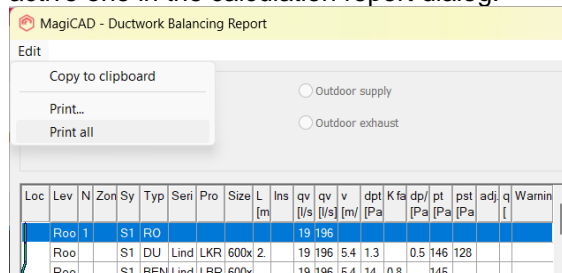 active one in the calculation report dialog.
MagiCAD - Ductwork Balancing Report
Edit
Copy to clipboard
Print...
Print all
Outdoor supply
Outdoor exhaust
Loc Lev N Zon Sy Typ Seri Pro Size L Ins qv qv v dpt K fa dp/ pt pst adj. q Warnin
[m [l/s [l/s] [m/ [Pa [Pa [Pa [Pa [
Roo 1 S1 RO 19 196
Roo S1 DU Lind LKR 600x 2. 19 196 5.4 1.3 0.5 146 128
Roo S1 BEN Lind LBR 600x 19 196 5.4 14 0.8 145